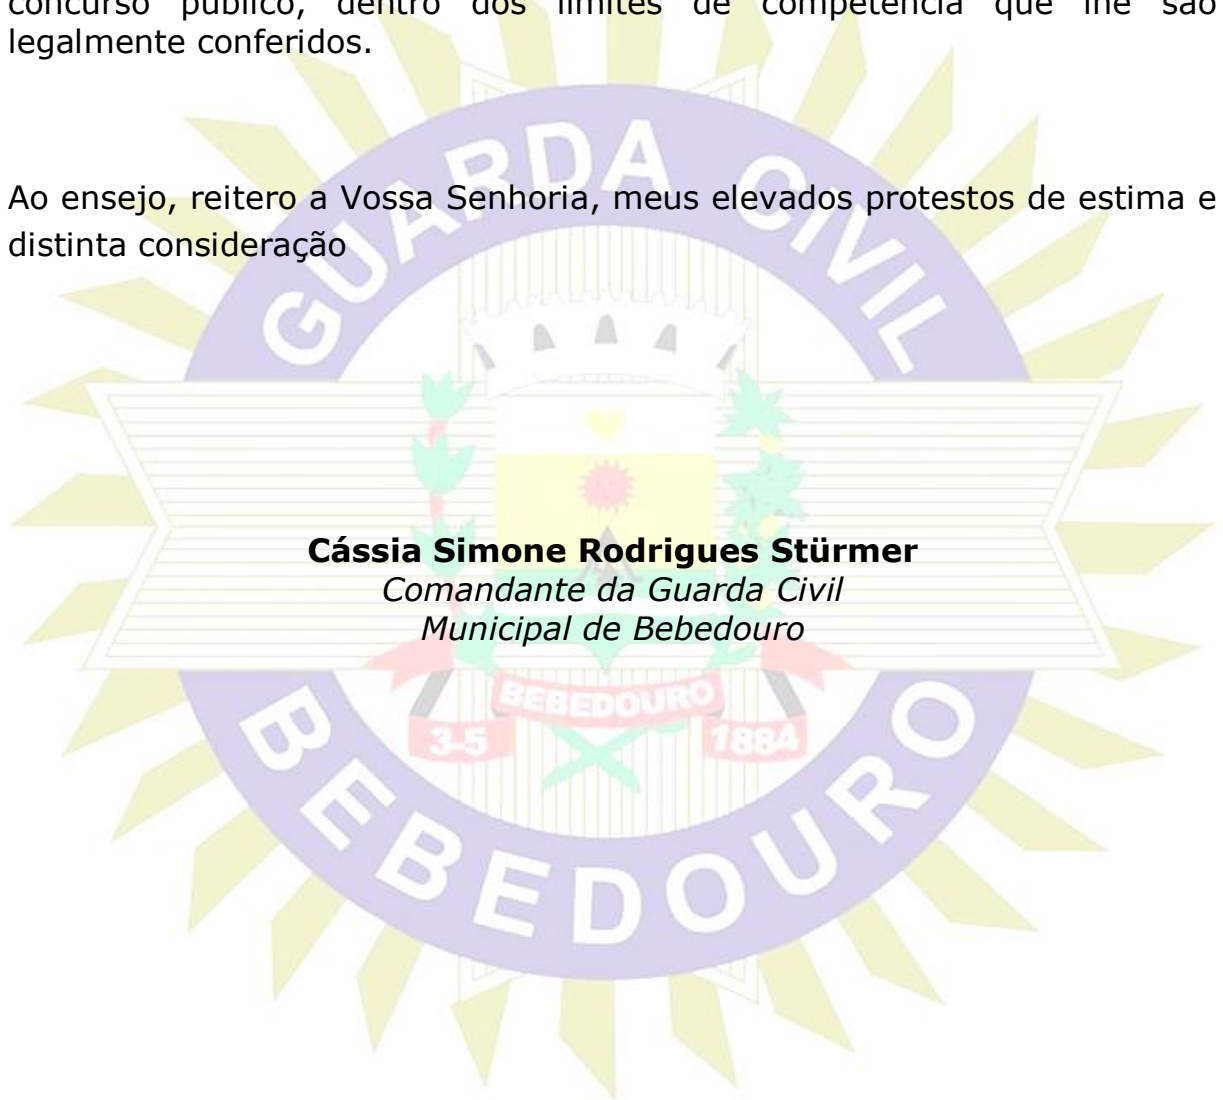 concurso público, dentro dos limites de competência que lhe são
legalmente conferidos.
Ao ensejo, reitero a Vossa Senhoria, meus elevados protestos de estima e
distinta consideração
GUARDA CIVIL
Cássia Simone Rodrigues Stürmer
Comandante da Guarda Civil
Municipal de Bebedouro
BEBEDOURO
3-5 1884
BEBEDOURO